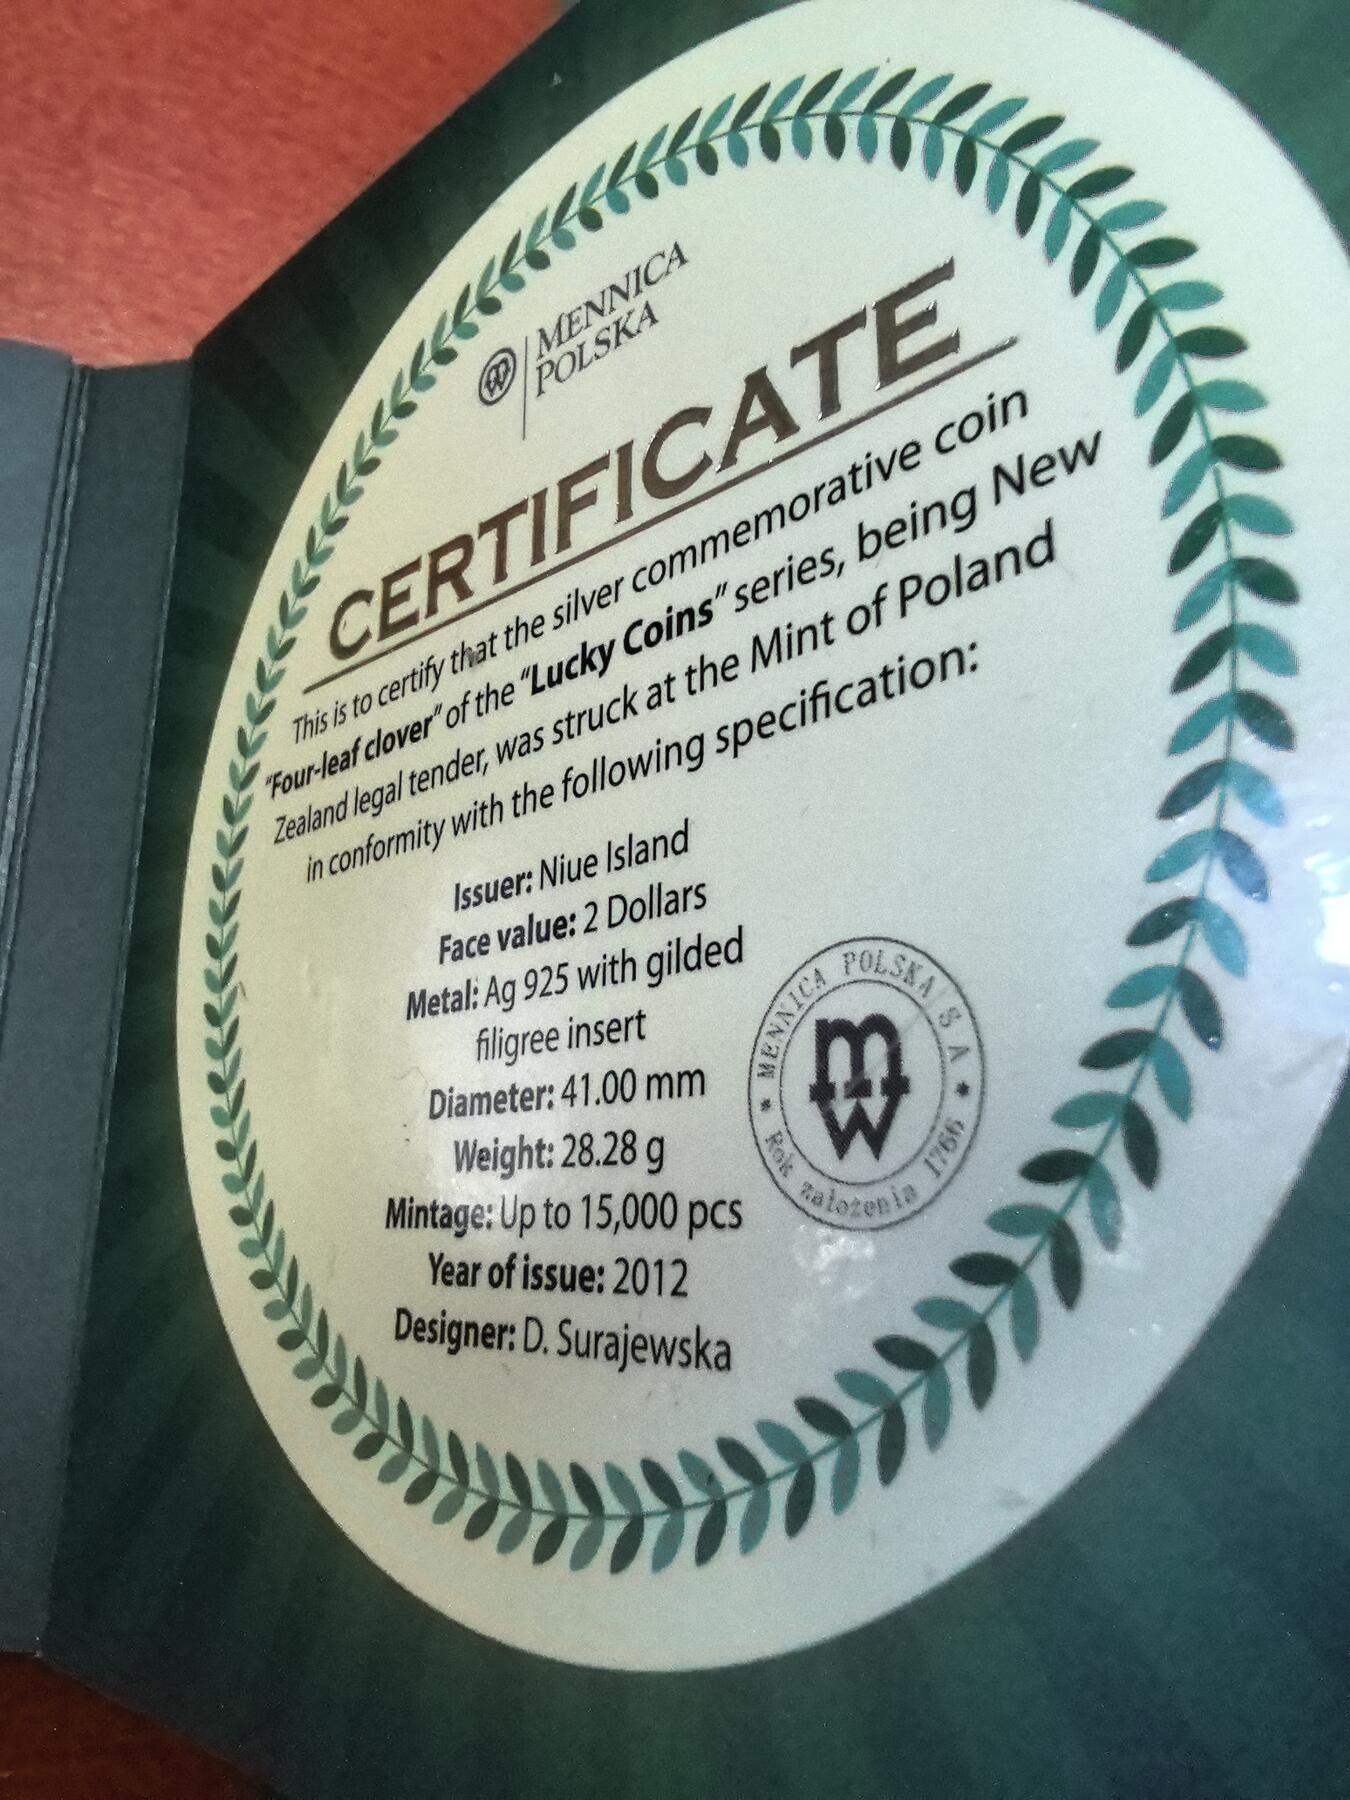 MENNICA
POLSKA
CERTIFICATE
This is to certify that the silver commemorative coin
"Four-leaf clover" of the "Lucky Coins" series, being New
Zealand legal tender, was struck at the Mint of Poland
in conformity with the following specification:
Issuer: Niue Island
Face value: 2 Dollars
Metal: Ag 925 with gilded
filigree insert
Diameter: 41.00 mm
Weight: 28.28 g
Mintage: Up to 15,000 pcs
Year of issue: 2012
Designer: D. Surajewska
MENNICA POLSKA S A
mw
Rok założenia 1766